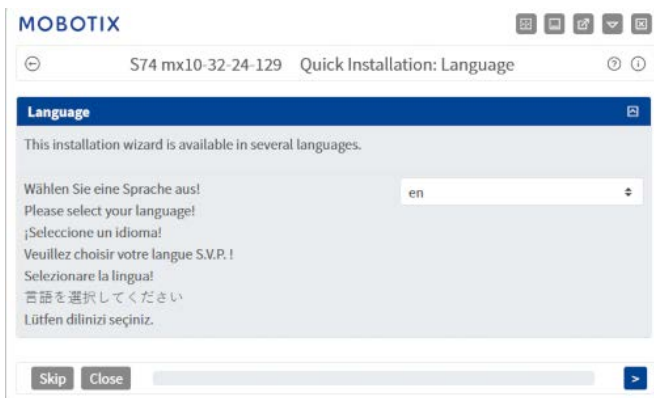 MOBOTIX
S74 mx10-32-24-129 Quick Installation: Language
Language
This installation wizard is available in several languages.
Wählen Sie eine Sprache aus!
en
Please select your language!
¡Seleccione un idioma!
Veuillez choisir votre langue S.V.P. !
Selezionare la lingua!
言語を選択してください
Lütfen dilinizi seçiniz.
Skip Close >